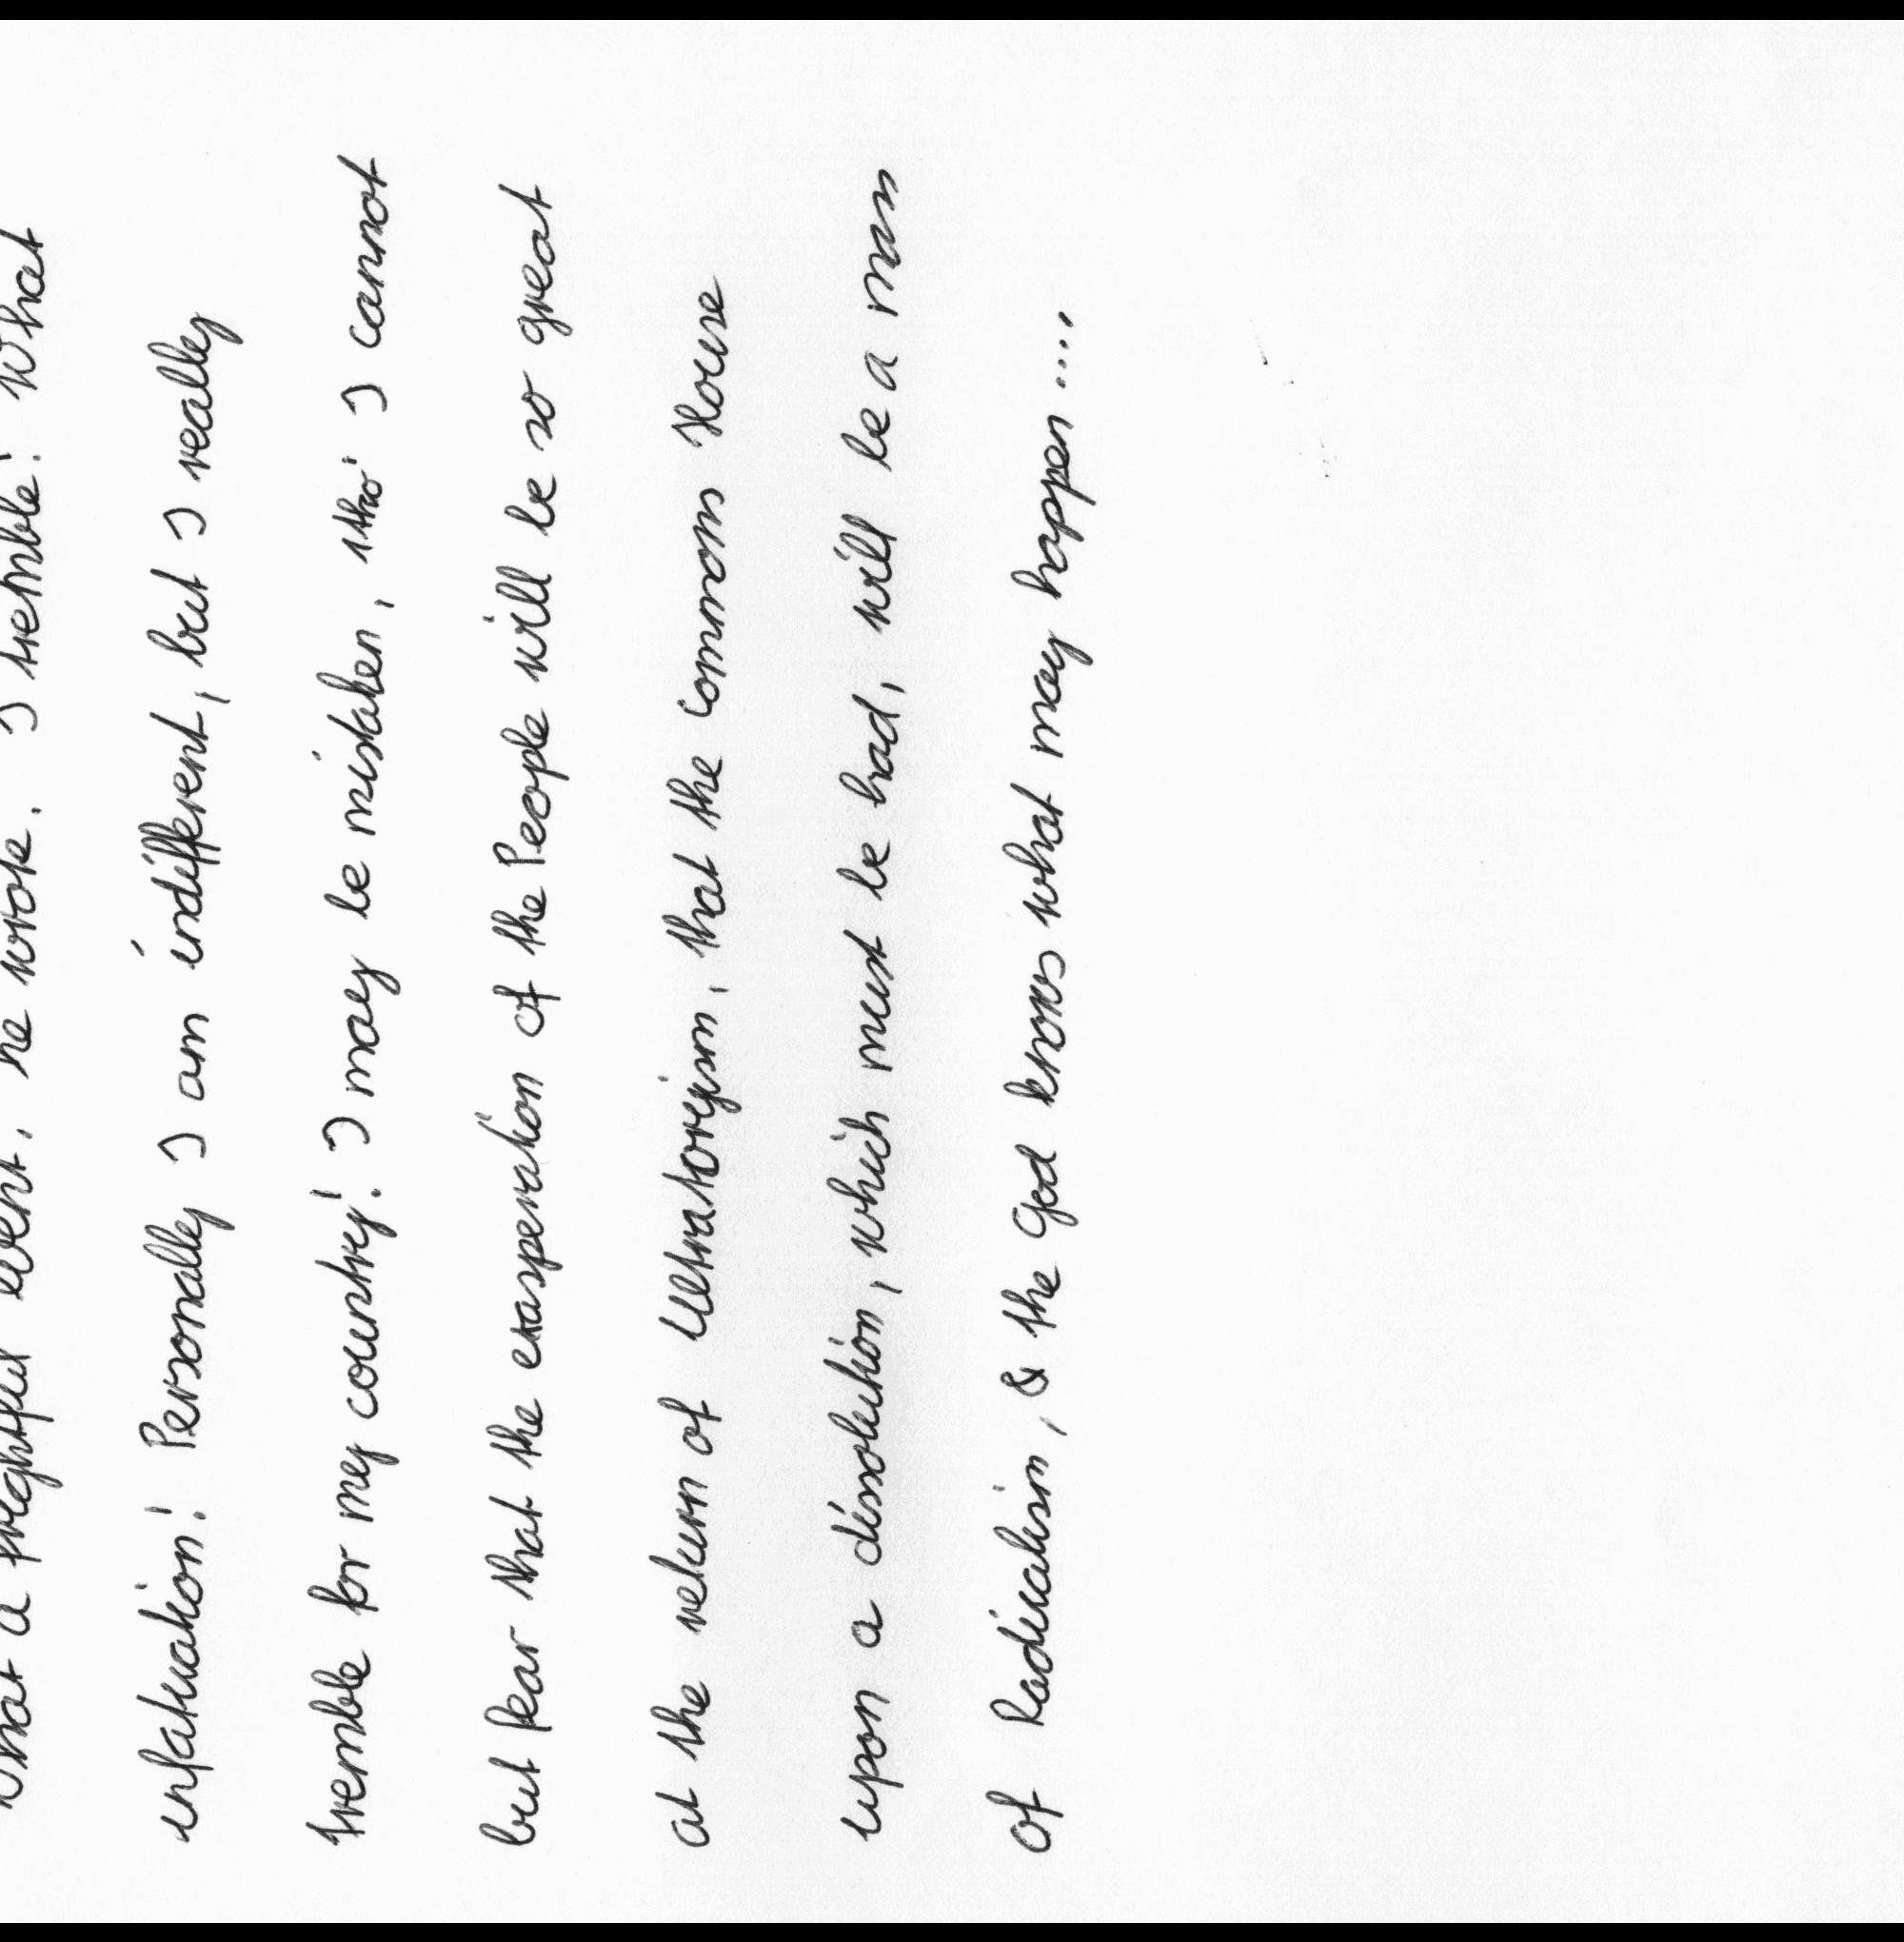 What a frightful event, he wrote. I tremble! What
infatuation! Personally I am indifferent, but I really
tremble for my country! I may be mistaken, tho' I cannot
but fear that the exasperation of the People will be so great
at the return of Ultratoryism, that the Commons House
upon a dissolution, which must be had, will be a man
of Radicalism, & the God knows what may happen....